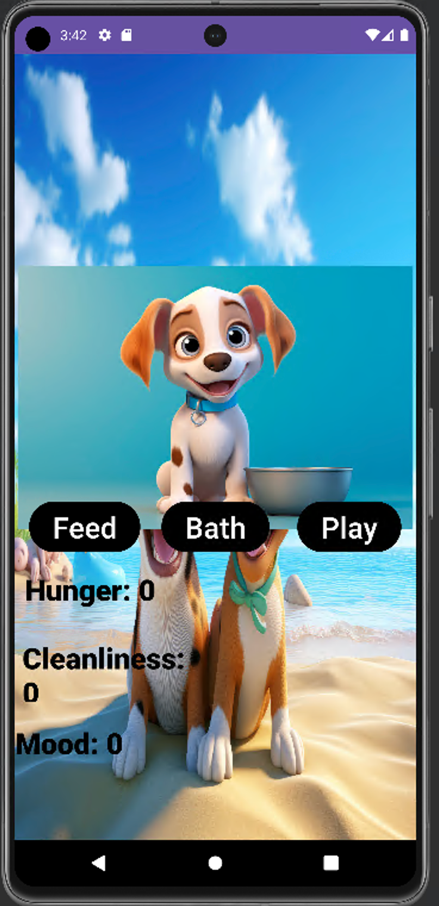 3:42
Feed Bath Play
Hunger: 0
Cleanliness:
0
Mood: 0